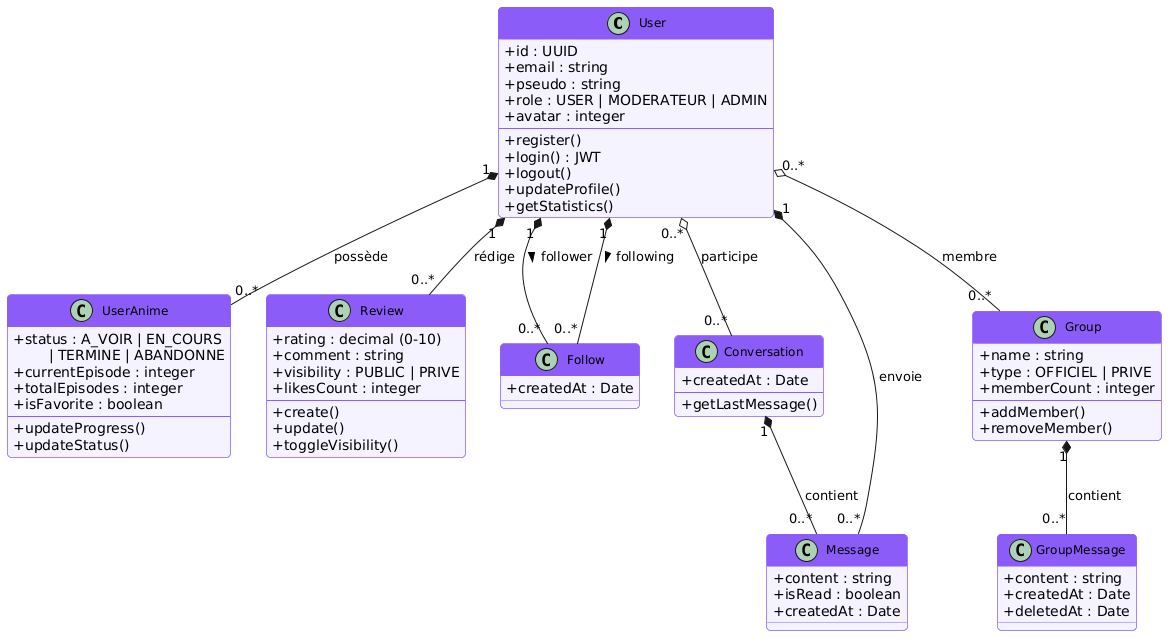 C User
+id : UUID
+email : string
+pseudo : string
+role : USER | MODERATEUR | ADMIN
+avatar : integer
+register()
+login() : JWT
+logout()
+updateProfile()
+getStatistics()
1
0..*
1
1
1
1
0..*
possède
rédige
follower
following
participe
membre
0..*
0..*
0..*
0..*
0..*
0..*
envoie
C UserAnime
+status : A_VOIR | EN_COURS
| TERMINE | ABANDONNE
+currentEpisode : integer
+totalEpisodes : integer
+isFavorite : boolean
+updateProgress()
+updateStatus()
C Review
+rating : decimal (0-10)
+comment : string
+visibility : PUBLIC | PRIVE
+likesCount : integer
+create()
+update()
+toggleVisibility()
C Follow
+createdAt : Date
C Conversation
+createdAt : Date
+getLastMessage()
C Group
+name : string
+type : OFFICIEL | PRIVE
+memberCount : integer
+addMember()
+removeMember()
1
1
contient
contient
0..*
0..*
0..*
C Message
+content : string
+isRead : boolean
+createdAt : Date
C GroupMessage
+content : string
+createdAt : Date
+deletedAt : Date